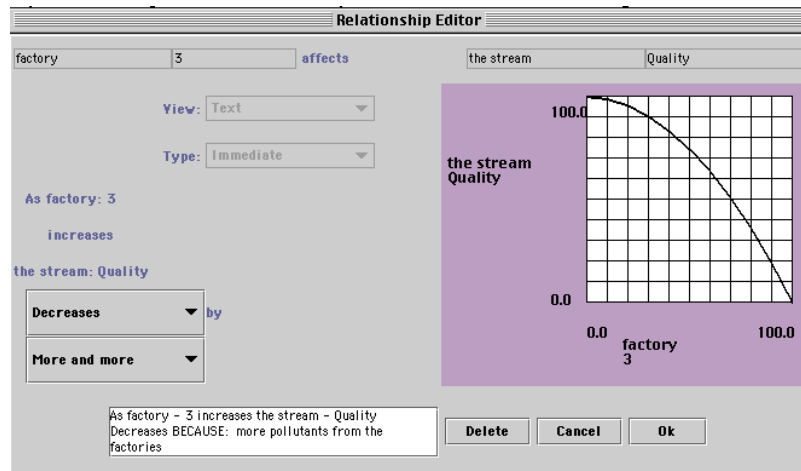 Relationship Editor
factory 3 affects the stream Quality
View: Text
Type: Immediate
As factory: 3
increases
the stream: Quality
Decreases by
More and more
100.0
the stream
Quality
0.0
0.0 100.0
factory
3
As factory - 3 increases the stream - Quality
Decreases BECAUSE: more pollutants from the
factories
Delete Cancel Ok